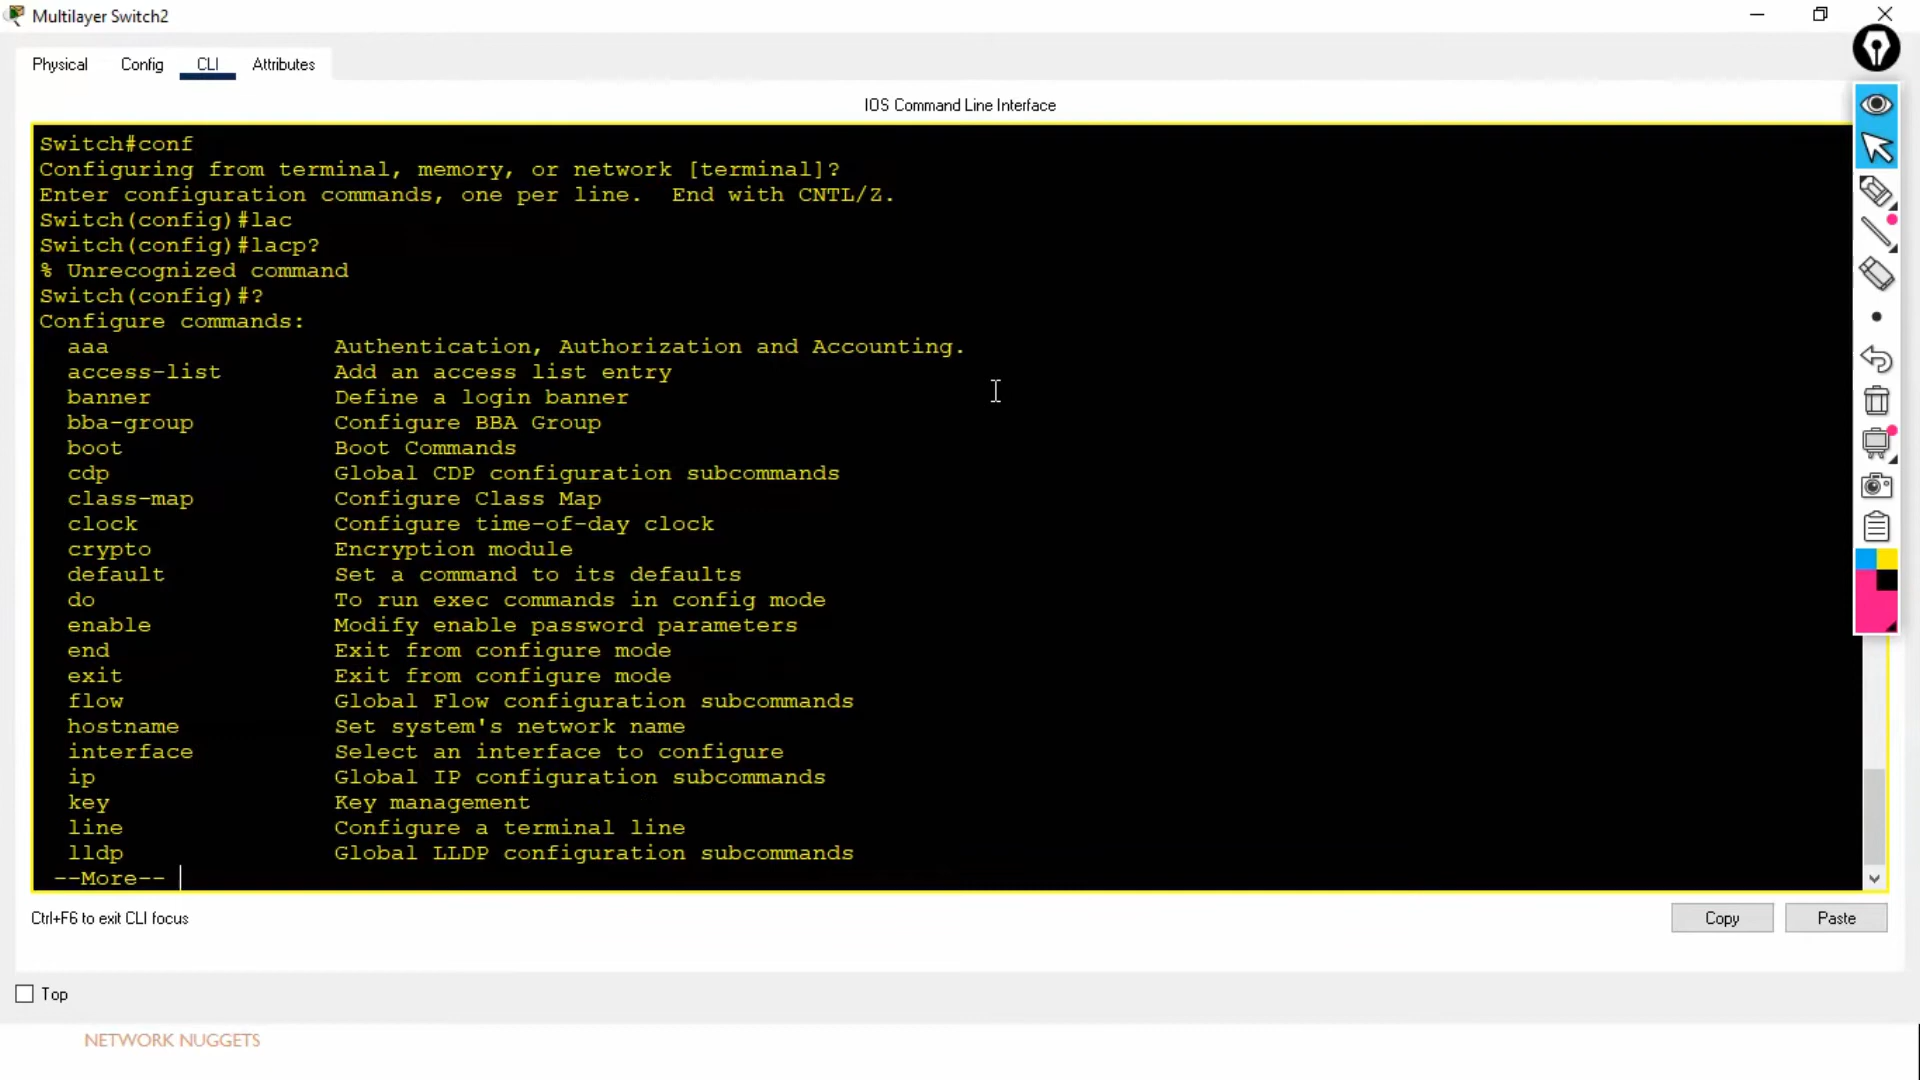 Multilayer Switch2
Physical Config CLI Attributes
IOS Command Line Interface
Switch#conf
Configuring from terminal, memory, or network [terminal]?
Enter configuration commands, one per line.  End with CNTL/Z.
Switch(config)#lac
Switch(config)#lacp?
% Unrecognized command
Switch(config)#?
Configure commands:
aaa Authentication, Authorization and Accounting.
access-list Add an access list entry
banner Define a login banner
bba-group Configure BBA Group
boot Boot Commands
cdp Global CDP configuration subcommands
class-map Configure Class Map
clock Configure time-of-day clock
crypto Encryption module
default Set a command to its defaults
do To run exec commands in config mode
enable Modify enable password parameters
end Exit from configure mode
exit Exit from configure mode
flow Global Flow configuration subcommands
hostname Set system's network name
interface Select an interface to configure
ip Global IP configuration subcommands
key Key management
line Configure a terminal line
lldp Global LLDP configuration subcommands
--More--
Ctrl+F6 to exit CLI focus
Copy Paste
Top
NETWORK NUGGETS